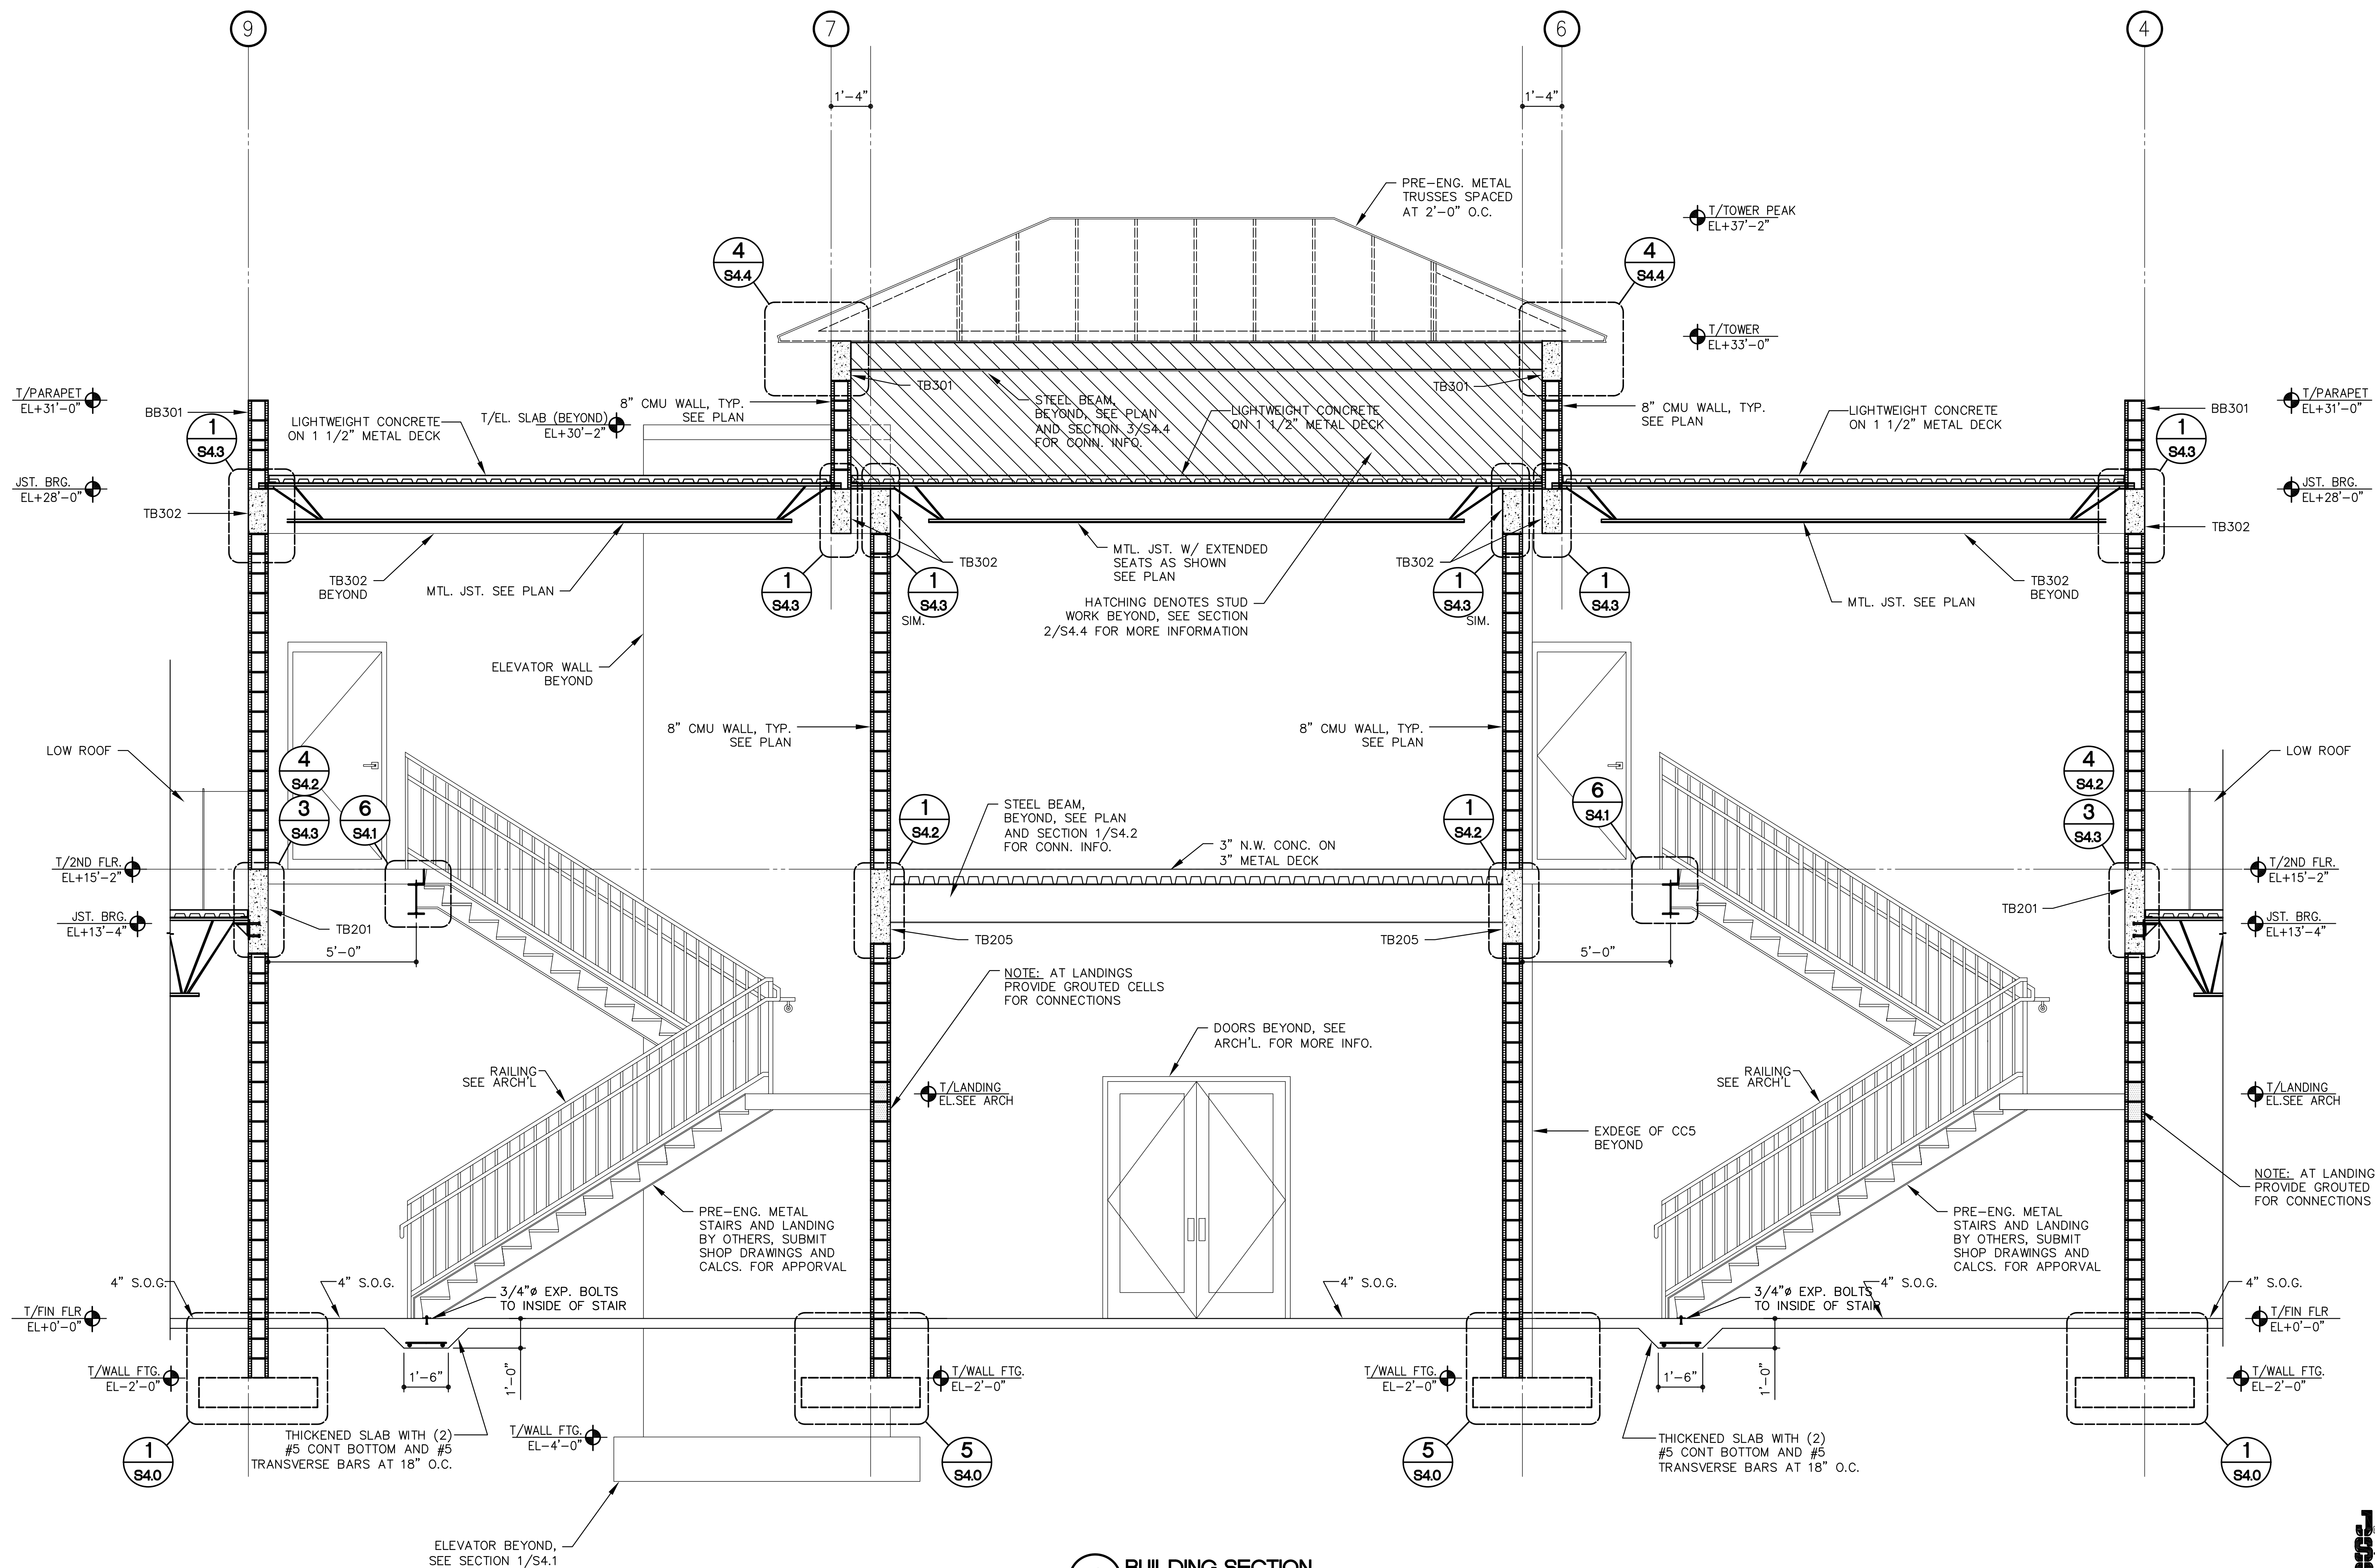 9
7
6
4
1'-4"
1'-4"
PRE-ENG. METAL
TRUSSES SPACED
AT 2'-0" O.C.
T/TOWER PEAK
EL+37'-2"
4
S4.4
4
S4.4
T/TOWER
EL+33'-0"
T/PARAPET
EL+31'-0"
BB301
LIGHTWEIGHT CONCRETE
ON 1 1/2" METAL DECK
T/EL. SLAB (BEYOND)
EL+30'-2"
8" CMU WALL, TYP.
SEE PLAN
TB301
STEEL BEAM,
BEYOND, SEE PLAN
AND SECTION 3/S4.4
FOR CONN. INFO.
LIGHTWEIGHT CONCRETE
ON 1 1/2" METAL DECK
TB301
8" CMU WALL, TYP.
SEE PLAN
LIGHTWEIGHT CONCRETE
ON 1 1/2" METAL DECK
BB301
T/PARAPET
EL+31'-0"
1
S4.3
1
S4.3
JST. BRG.
EL+28'-0"
TB302
JST. BRG.
EL+28'-0"
TB302
TB302
BEYOND
MTL. JST. SEE PLAN
1
S4.3
1
S4.3
SIM.
TB302
MTL. JST. W/ EXTENDED
SEATS AS SHOWN
SEE PLAN
HATCHING DENOTES STUD
WORK BEYOND, SEE SECTION
2/S4.4 FOR MORE INFORMATION
TB302
1
S4.3
SIM.
1
S4.3
MTL. JST. SEE PLAN
TB302
BEYOND
ELEVATOR WALL
BEYOND
8" CMU WALL, TYP.
SEE PLAN
8" CMU WALL, TYP.
SEE PLAN
LOW ROOF
LOW ROOF
4
S4.2
3
S4.3
6
S4.1
1
S4.2
STEEL BEAM,
BEYOND, SEE PLAN
AND SECTION 1/S4.2
FOR CONN. INFO.
3" N.W. CONC. ON
3" METAL DECK
1
S4.2
6
S4.1
4
S4.2
3
S4.3
T/2ND FLR.
EL+15'-2"
T/2ND FLR.
EL+15'-2"
JST. BRG.
EL+13'-4"
TB201
5'-0"
TB205
TB205
5'-0"
TB201
JST. BRG.
EL+13'-4"
NOTE: AT LANDINGS
PROVIDE GROUTED CELLS
FOR CONNECTIONS
DOORS BEYOND, SEE
ARCH'L. FOR MORE INFO.
RAILING
SEE ARCH'L
T/LANDING
EL.SEE ARCH
RAILING
SEE ARCH'L
T/LANDING
EL.SEE ARCH
EXDEGE OF CC5
BEYOND
NOTE: AT LANDING
PROVIDE GROUTED
FOR CONNECTIONS
PRE-ENG. METAL
STAIRS AND LANDING
BY OTHERS, SUBMIT
SHOP DRAWINGS AND
CALCS. FOR APPORVAL
PRE-ENG. METAL
STAIRS AND LANDING
BY OTHERS, SUBMIT
SHOP DRAWINGS AND
CALCS. FOR APPORVAL
4" S.O.G.
4" S.O.G.
3/4"ø EXP. BOLTS
TO INSIDE OF STAIR
4" S.O.G.
3/4"ø EXP. BOLTS
TO INSIDE OF STAIR
4" S.O.G.
4" S.O.G.
T/FIN FLR
EL+0'-0"
T/FIN FLR
EL+0'-0"
T/WALL FTG.
EL-2'-0"
1'-6"
1'-0"
T/WALL FTG.
EL-2'-0"
T/WALL FTG.
EL-2'-0"
1'-6"
1'-0"
T/WALL FTG.
EL-2'-0"
1
S4.0
THICKENED SLAB WITH (2)
#5 CONT BOTTOM AND #5
TRANSVERSE BARS AT 18" O.C.
T/WALL FTG.
EL-4'-0"
5
S4.0
5
S4.0
THICKENED SLAB WITH (2)
#5 CONT BOTTOM AND #5
TRANSVERSE BARS AT 18" O.C.
1
S4.0
ELEVATOR BEYOND,
SEE SECTION 1/S4.1
BUILDING SECTION